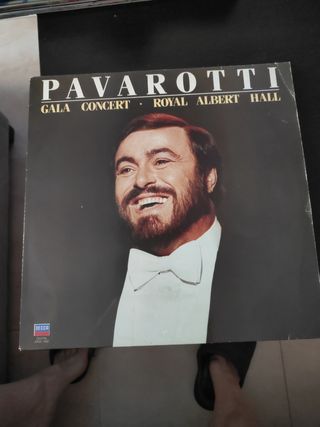 PAVAROTTI
GALA CONCERT · ROYAL ALBERT HALL
DECCA